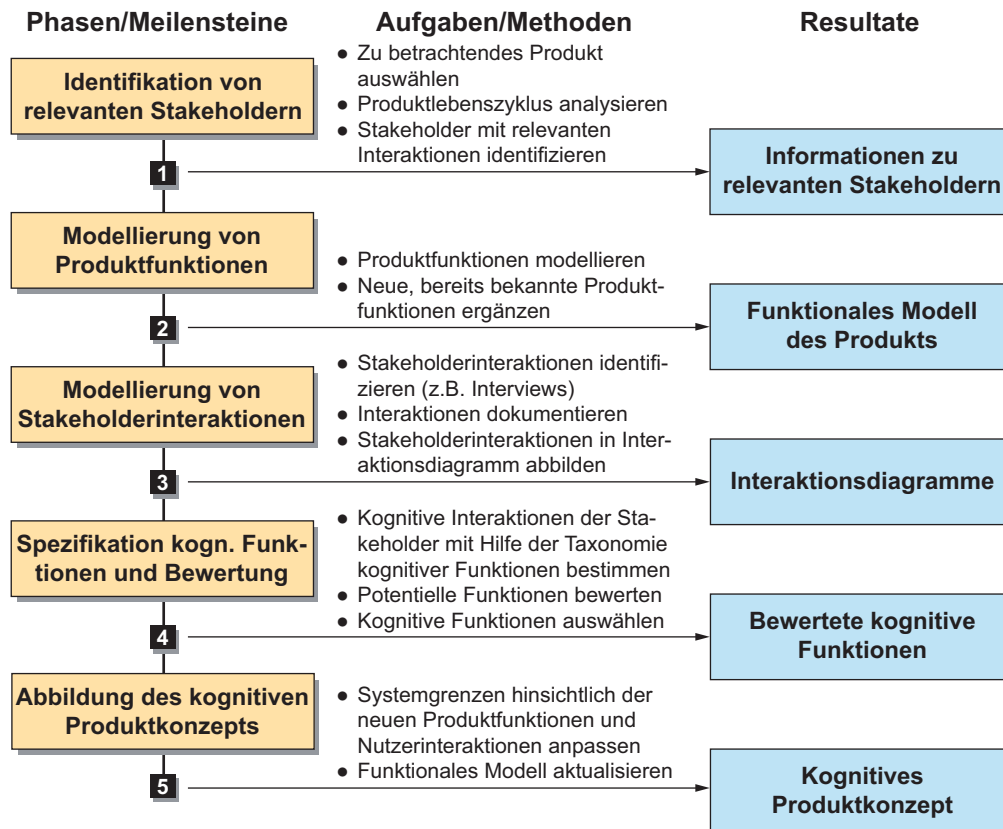 Phasen/Meilensteine
Aufgaben/Methoden
Resultate
Identifikation von
relevanten Stakeholdern
● Zu betrachtendes Produkt
auswählen
● Produktlebenszyklus analysieren
● Stakeholder mit relevanten
Interaktionen identifizieren
1
Informationen zu
relevanten Stakeholdern
Modellierung von
Produktfunktionen
● Produktfunktionen modellieren
● Neue, bereits bekannte Produkt-
funktionen ergänzen
2
Funktionales Modell
des Produkts
Modellierung von
Stakeholderinteraktionen
● Stakeholderinteraktionen identifi-
zieren (z.B. Interviews)
● Interaktionen dokumentieren
● Stakeholderinteraktionen in Inter-
aktionsdiagramm abbilden
3
Interaktionsdiagramme
Spezifikation kogn. Funk-
tionen und Bewertung
● Kognitive Interaktionen der Sta-
keholder mit Hilfe der Taxonomie
kognitiver Funktionen bestimmen
● Potentielle Funktionen bewerten
● Kognitive Funktionen auswählen
4
Bewertete kognitive
Funktionen
Abbildung des kognitiven
Produktkonzepts
● Systemgrenzen hinsichtlich der
neuen Produktfunktionen und
Nutzerinteraktionen anpassen
● Funktionales Modell aktualisieren
5
Kognitives
Produktkonzept